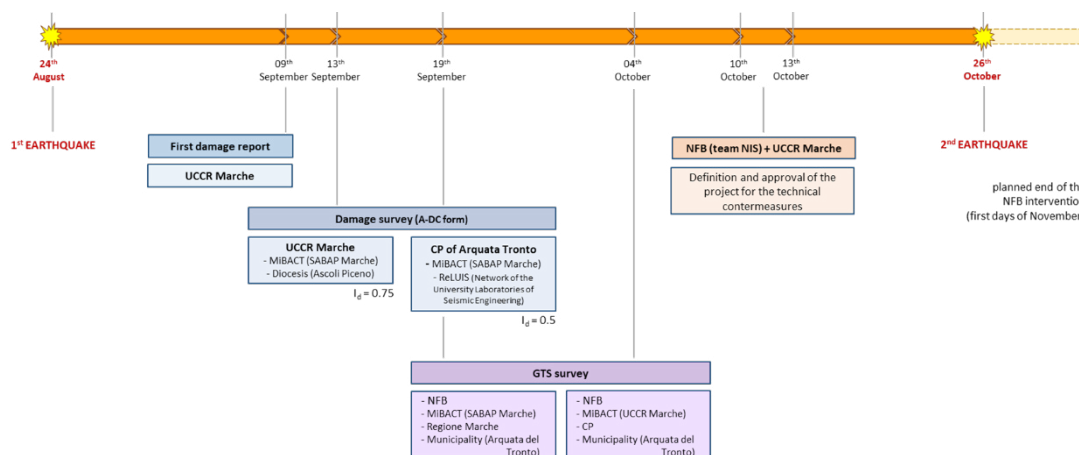 24th
August
09th
September
13th
September
19th
September
04th
October
10th
October
13th
October
26th
October
1st EARTHQUAKE
2nd EARTHQUAKE
First damage report
UCCR Marche
NFB (team NIS) + UCCR Marche
Definition and approval of the
project for the technical
contermeasures
planned end of th
NFB interventio
(first days of November
Damage survey (A-DC form)
UCCR Marche
- MiBACT (SABAP Marche)
- Diocesis (Ascoli Piceno)
Id = 0.75
CP of Arquata Tronto
- MiBACT (SABAP Marche)
- ReLUIS (Network of the
University Laboratories of
Seismic Engineering)
Id = 0.5
GTS survey
- NFB
- MiBACT (SABAP Marche)
- Regione Marche
- Municipality (Arquata del
Tronto)
- NFB
- MiBACT (UCCR Marche)
- CP
- Municipality (Arquata del
Tronto)